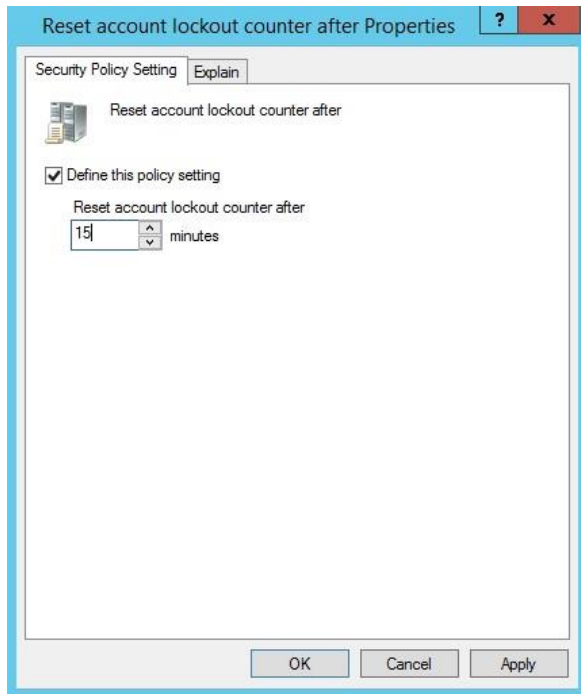 Reset account lockout counter after Properties
? x
Security Policy Setting Explain
Reset account lockout counter after
Define this policy setting
Reset account lockout counter after
15 minutes
OK Cancel Apply